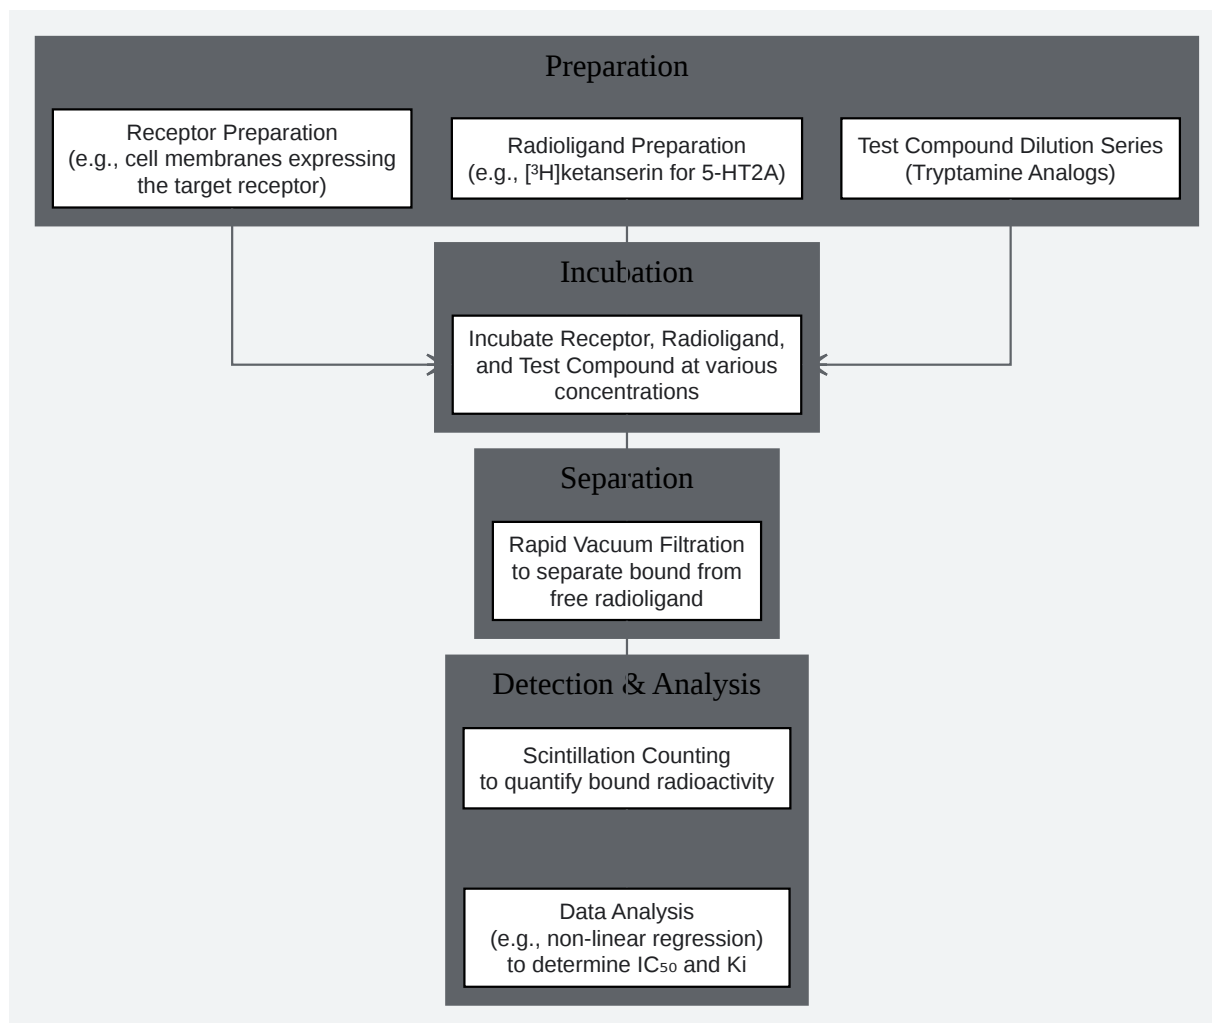 Preparation
Receptor Preparation
(e.g., cell membranes expressing
the target receptor)
Radioligand Preparation
(e.g., [³H]ketanserin for 5-HT2A)
Test Compound Dilution Series
(Tryptamine Analogs)
Incubation
Incubate Receptor, Radioligand,
and Test Compound at various
concentrations
Separation
Rapid Vacuum Filtration
to separate bound from
free radioligand
Detection & Analysis
Scintillation Counting
to quantify bound radioactivity
Data Analysis
(e.g., non-linear regression)
to determine IC₅₀ and Ki